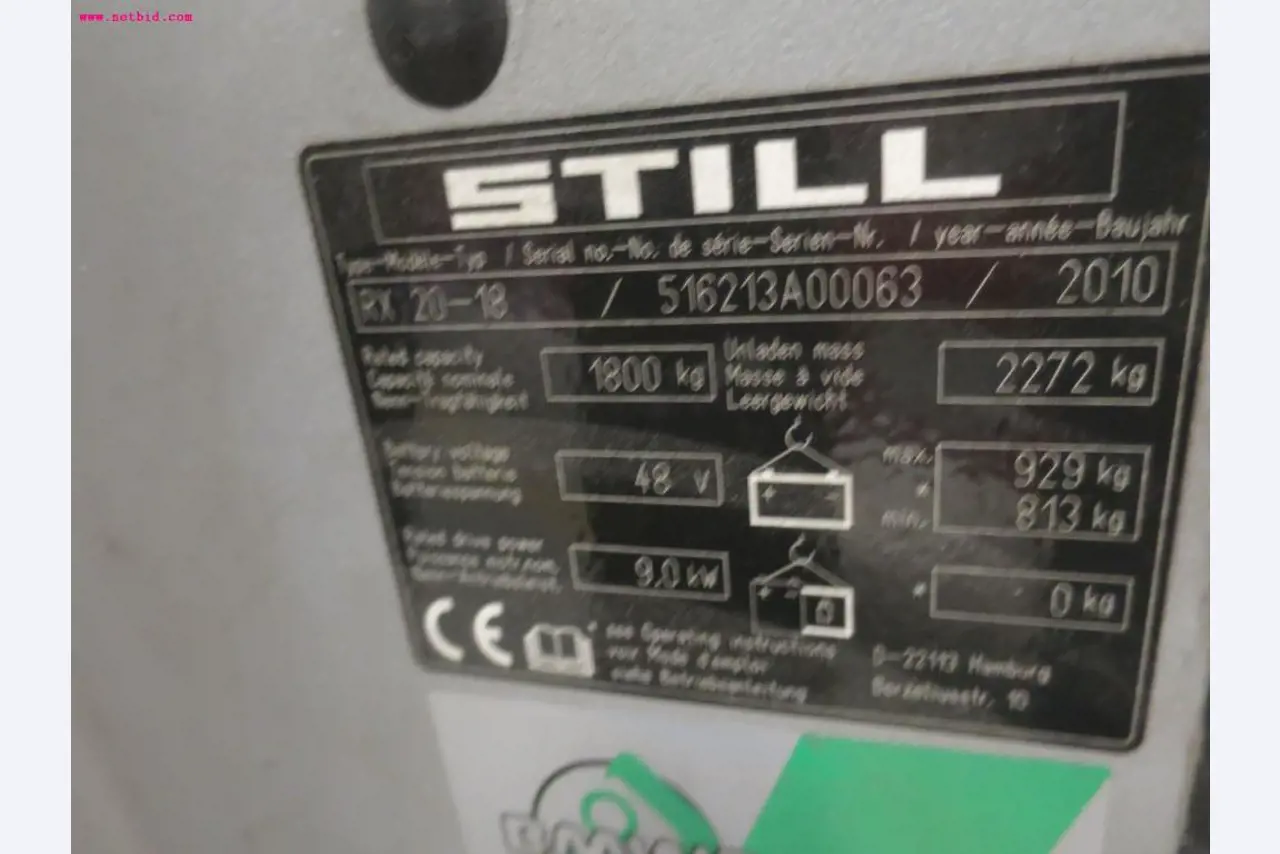 www.netbid.com
STILL
Type-Modèle-Typ / Serial no.-No. de série-Serien-Nr. / year-année-Baujahr
RX 20-18 / 516213A00063 / 2010
Rated capacity
Capacité nominale
Nenn-Tragfähigkeit
1800 kg
Unladen mass
Masse à vide
Leergewicht
2272 kg
Battery voltage
Tension batterie
Batteriespannung
48 V
+ -
max.
*
min.
929 kg
813 kg
Rated drive power
Puissance motr.nom.
Nenn-Antriebsleist.
9.0 kW
* 0 kg
CE
* see Operating instructions
voir Mode d'emploi
siehe Betriebsanleitung
D-22113 Hamburg
Berzeliusstr. 10